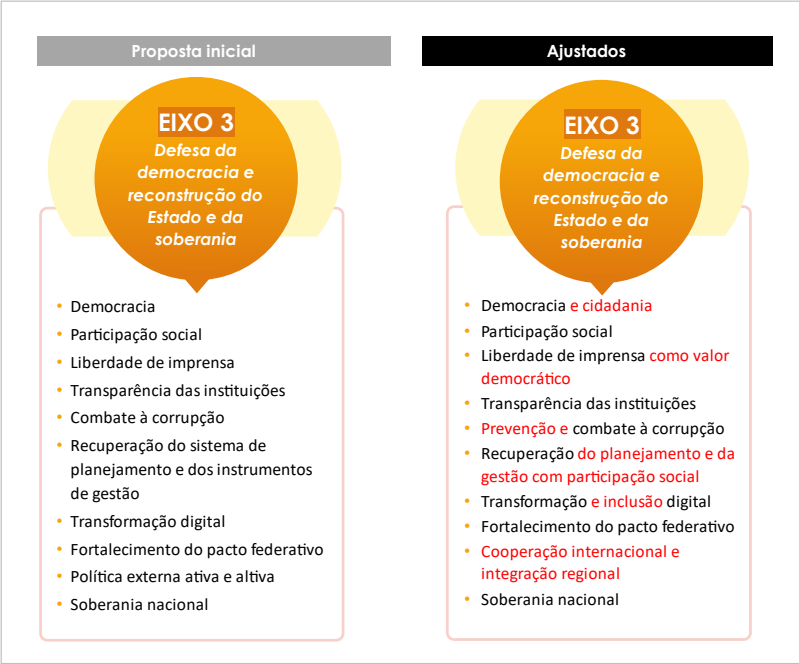 Proposta inicial
EIXO 3
Defesa da
democracia e
reconstrução do
Estado e da
soberania
• Democracia
• Participação social
• Liberdade de imprensa
• Transparência das instituições
• Combate à corrupção
• Recuperação do sistema de
planejamento e dos instrumentos
de gestão
• Transformação digital
• Fortalecimento do pacto federativo
• Política externa ativa e altiva
• Soberania nacional
Ajustados
EIXO 3
Defesa da
democracia e
reconstrução do
Estado e da
soberania
• Democracia e cidadania
• Participação social
• Liberdade de imprensa como valor
democrático
• Transparência das instituições
• Prevenção e combate à corrupção
• Recuperação do planejamento e da
gestão com participação social
• Transformação e inclusão digital
• Fortalecimento do pacto federativo
• Cooperação internacional e
integração regional
• Soberania nacional